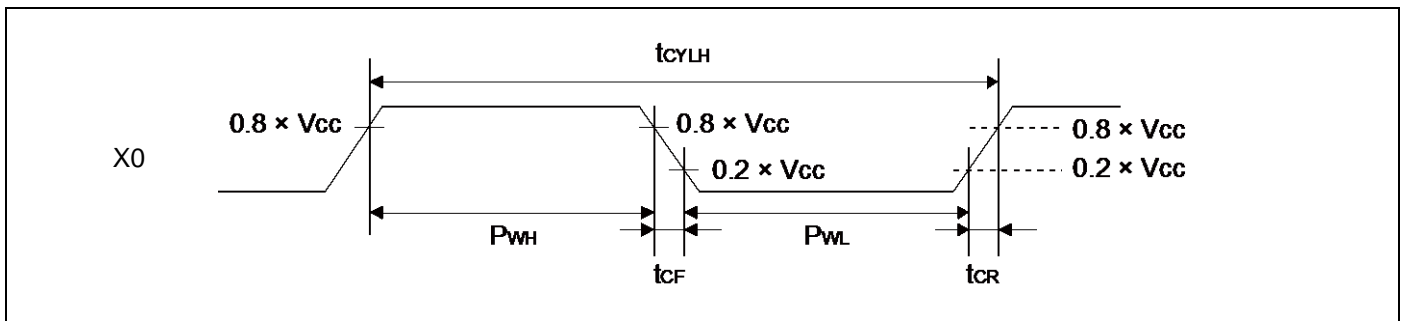 tCYLH
0.8 × Vcc
0.8 × Vcc
0.8 × Vcc
X0
0.2 × Vcc
0.2 × Vcc
PWH
PWL
tCF
tCR